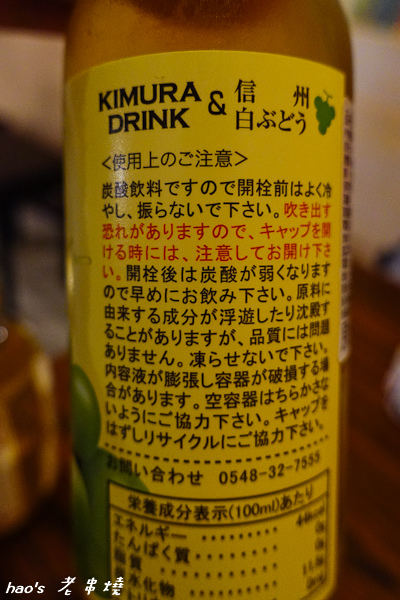 KIMURA
DRINK
&
信州
白ぶどう
<使用上のご注意>
炭酸飲料ですので開栓前はよく冷
やし、振らないで下さい。吹き出す
恐れがありますので、キャップを開
ける時には、注意してお開け下さ
い。開栓後は炭酸が弱くなります
ので早めにお飲み下さい。原料に
由来する成分が浮遊したり沈殿す
ることがありますが、品質には問題
ありません。凍らせないで下さい。
内容液が膨張し容器が破損する場
合があります。空容器はちらかさな
いようにご協力下さい。キャップを
はずしリサイクルにご協力下さい。
お問い合わせ 0548-32-7555
栄養成分表示(100ml)あたり
エネルギー
たんぱく質
脂質
炭水化物
hao's 老串燒